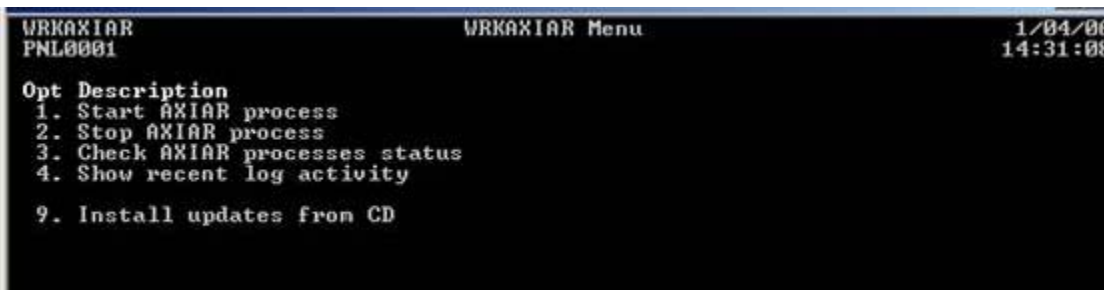 WRKAXIAR WRKAXIAR Menu 1/04/06
PNL0001 14:31:08
Opt Description
1. Start AXIAR process
2. Stop AXIAR process
3. Check AXIAR processes status
4. Show recent log activity
9. Install updates from CD